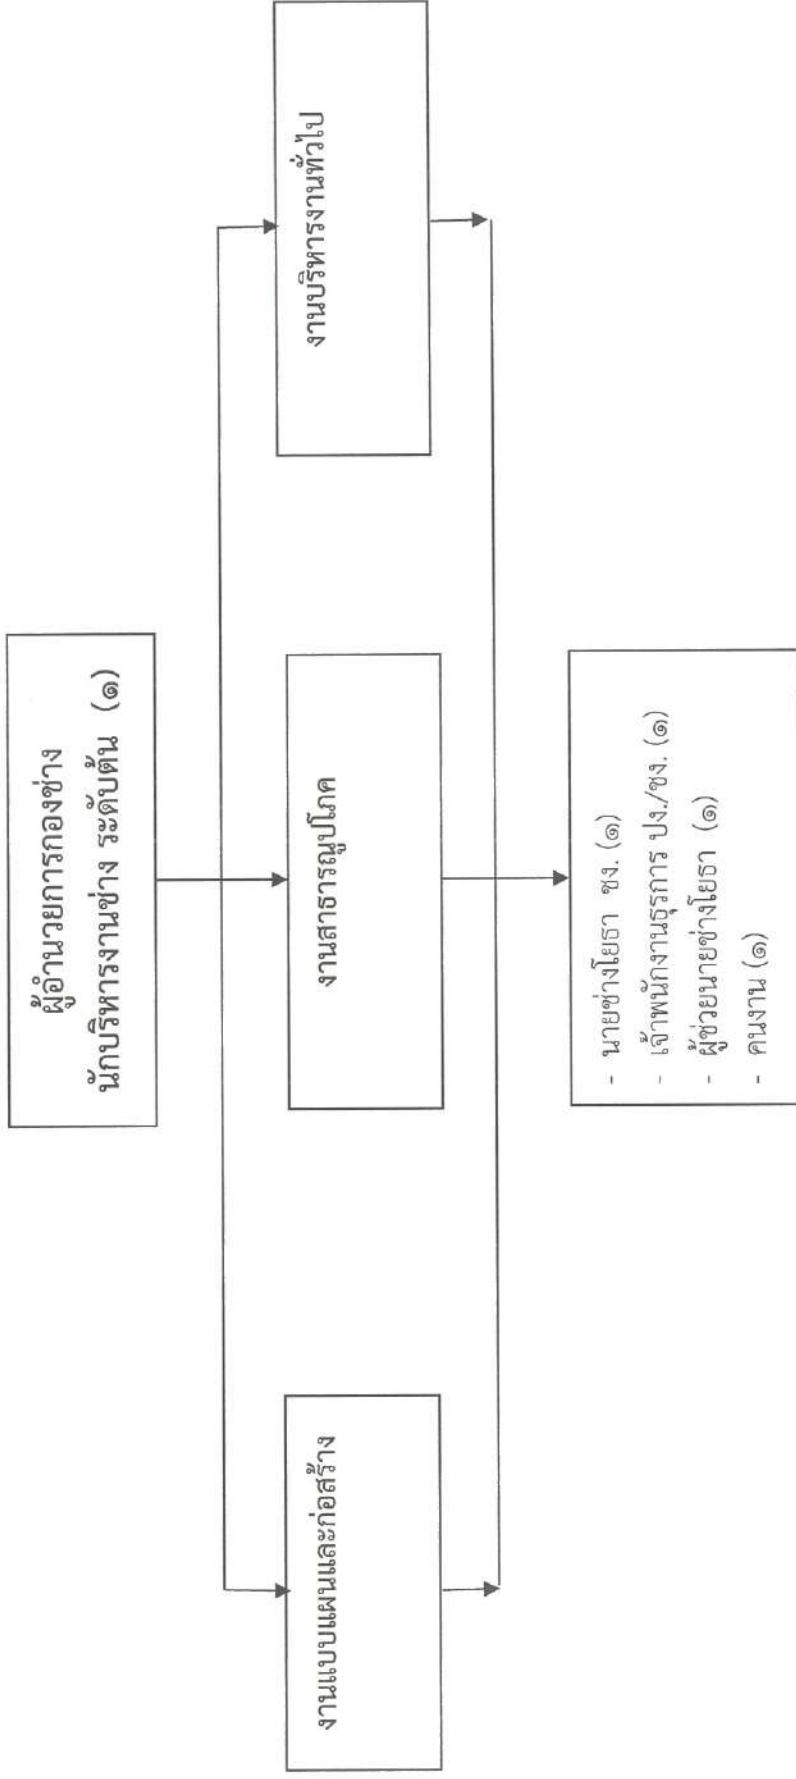 ผู้อำนวยการกองช่าง
นักบริหารงานช่าง ระดับต้น (๑)
งานแบบแผนและก่อสร้าง
งานสาธารณูปโภค
งานบริหารงานทั่วไป
- นายช่างโยธา ชง. (๑)
- เจ้าพนักงานธุรการ ปง./ชง. (๑)
- ผู้ช่วยนายช่างโยธา (๑)
- คนงาน (๑)